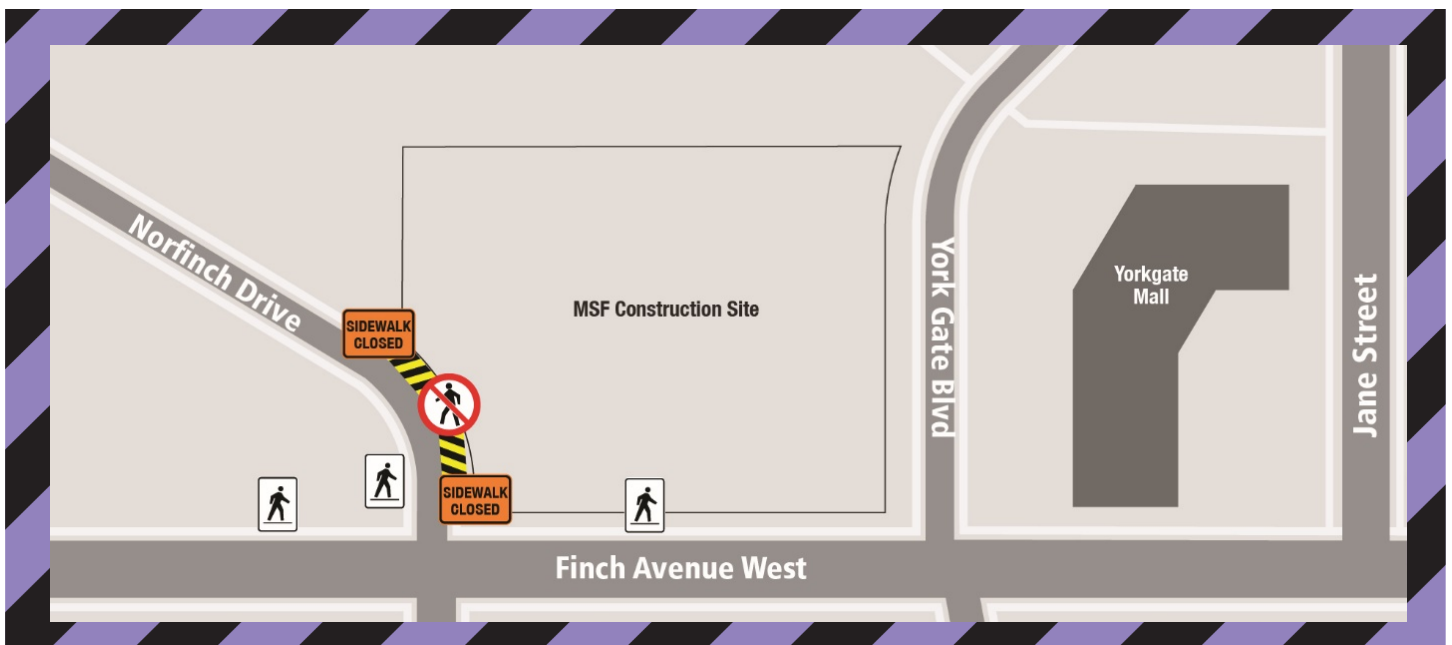 Norfinch Drive
SIDEWALK
CLOSED
MSF Construction Site
York Gate Blvd
Yorkgate
Mall
Jane Street
SIDEWALK
CLOSED
Finch Avenue West